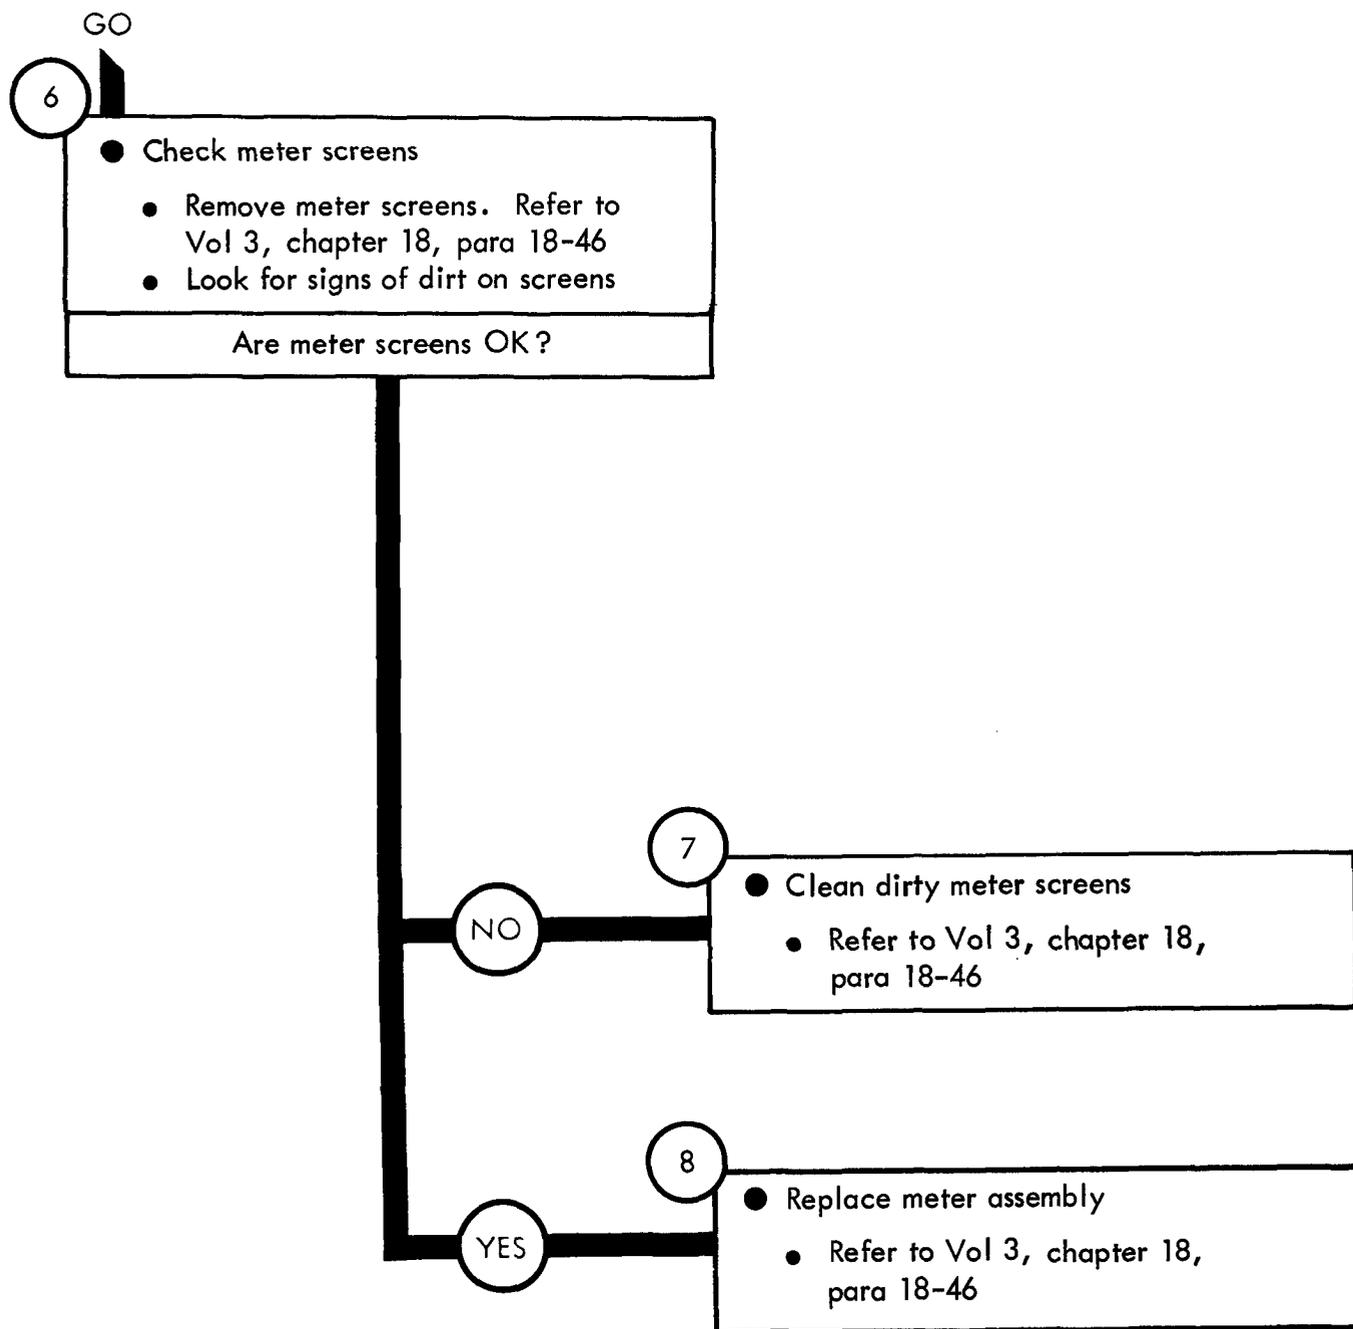 GO
6
● Check meter screens
● Remove meter screens. Refer to
Vol 3, chapter 18, para 18-46
● Look for signs of dirt on screens
Are meter screens OK?
7
● Clean dirty meter screens
NO
● Refer to Vol 3, chapter 18,
para 18-46
8
● Replace meter assembly
YES
● Refer to Vol 3, chapter 18,
para 18-46